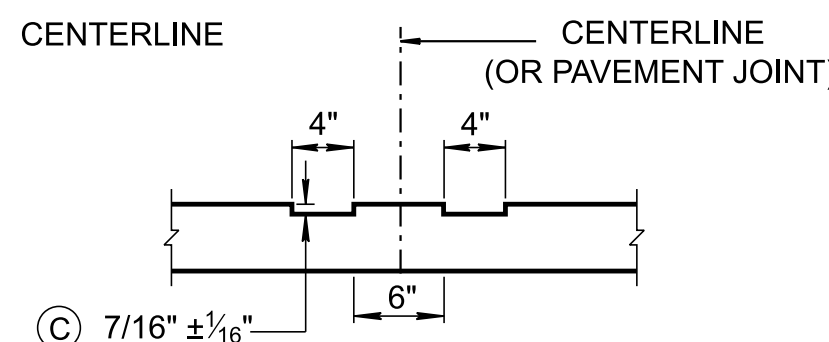 CENTERLINE
CENTERLINE
(OR PAVEMENT JOINT)
4"
4"
6"
C 7/16" ±1/16"